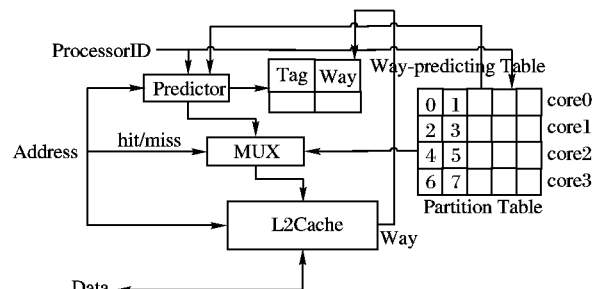 ProcessorID
Way-predicting Table
Tag Way
Predictor
0 1 core0
2 3 core1
hit/miss
Address
MUX
4 5 core2
6 7 core3
Partition Table
L2Cache
Way
Data